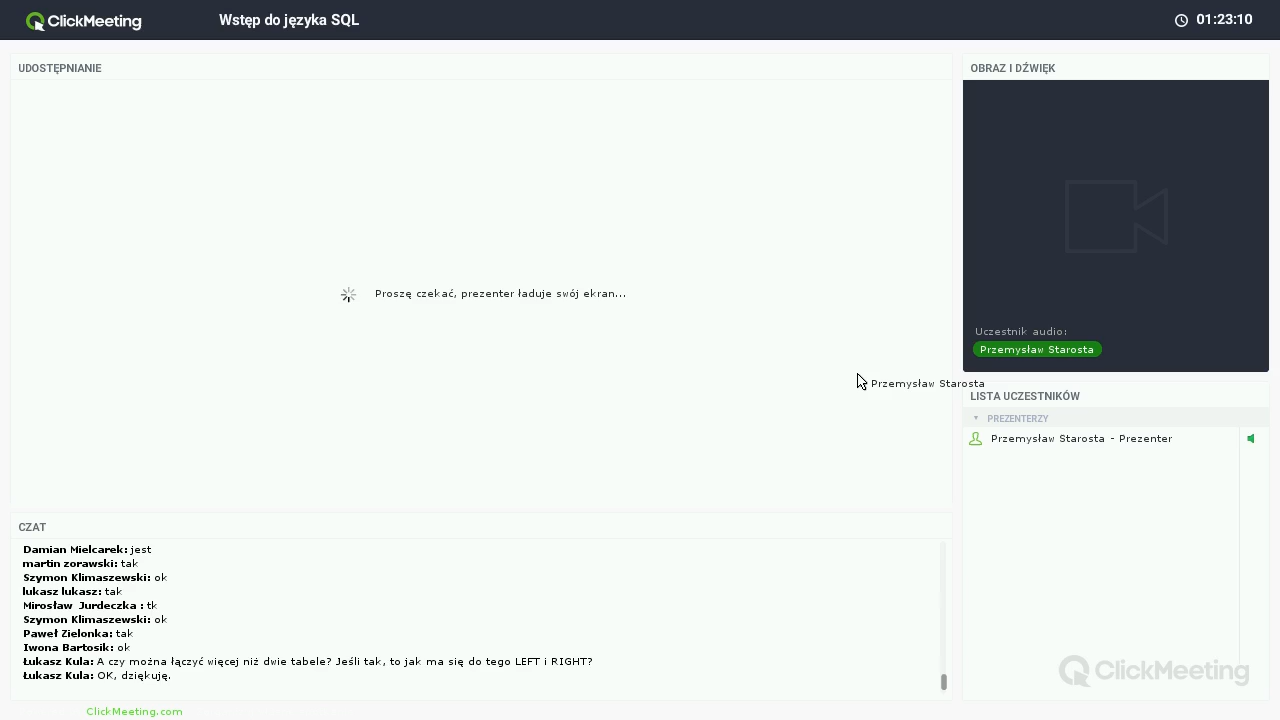 ClickMeeting
Wstęp do języka SQL
01:23:10
UDOSTĘPNIANIE
Proszę czekać, prezenter ładuje swój ekran...
Przemysław Starosta
OBRAZ I DŹWIĘK
Uczestnik audio:
Przemysław Starosta
LISTA UCZESTNIKÓW
PREZENTERZY
Przemysław Starosta - Prezenter
CZAT
Damian Mielcarek: jest
martin zorawski: tak
Szymon Klimaszewski: ok
lukasz lukasz: tak
Mirosław Jurdeczka : tk
Szymon Klimaszewski: ok
Paweł Zielonka: tak
Iwona Bartosik: ok
Łukasz Kula: A czy można łączyć więcej niż dwie tabele? Jeśli tak, to jak ma się do tego LEFT i RIGHT?
Łukasz Kula: OK, dziękuję.
ClickMeeting
ClickMeeting.com